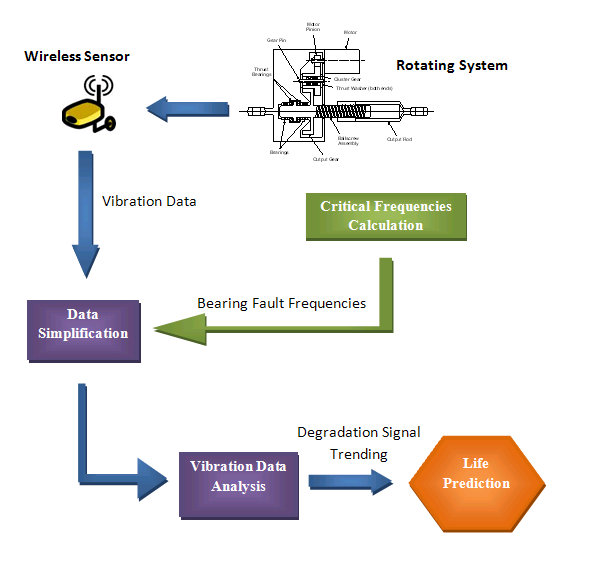 Wireless Sensor
Rotating System
Motor
Pinion
Motor
Gear Pin
Thrust
Bearings
Cluster Gear
Thrust Washer (both ends)
Ballscrew
Assembly
Output Rod
Bearings
Output Gear
Vibration Data
Critical Frequencies
Calculation
Bearing Fault Frequencies
Data
Simplification
Degradation Signal
Trending
Vibration Data
Analysis
Life
Prediction